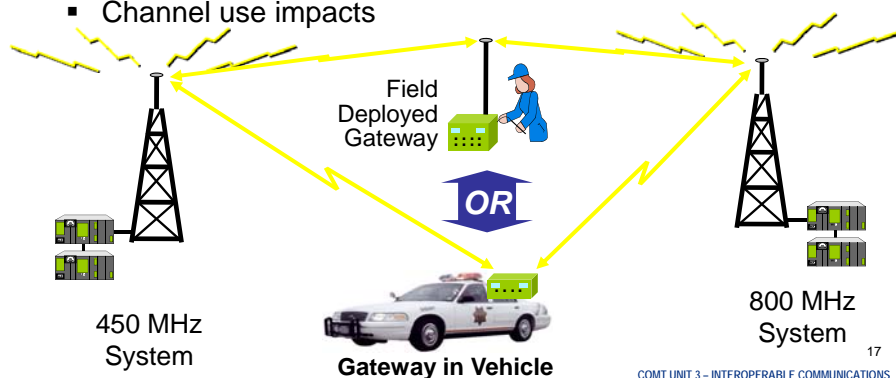 ▪ Channel use impacts
Field
Deployed
Gateway
OR
450 MHz
System
Gateway in Vehicle
800 MHz
System
17
COMT UNIT 3 – INTEROPERABLE COMMUNICATIONS